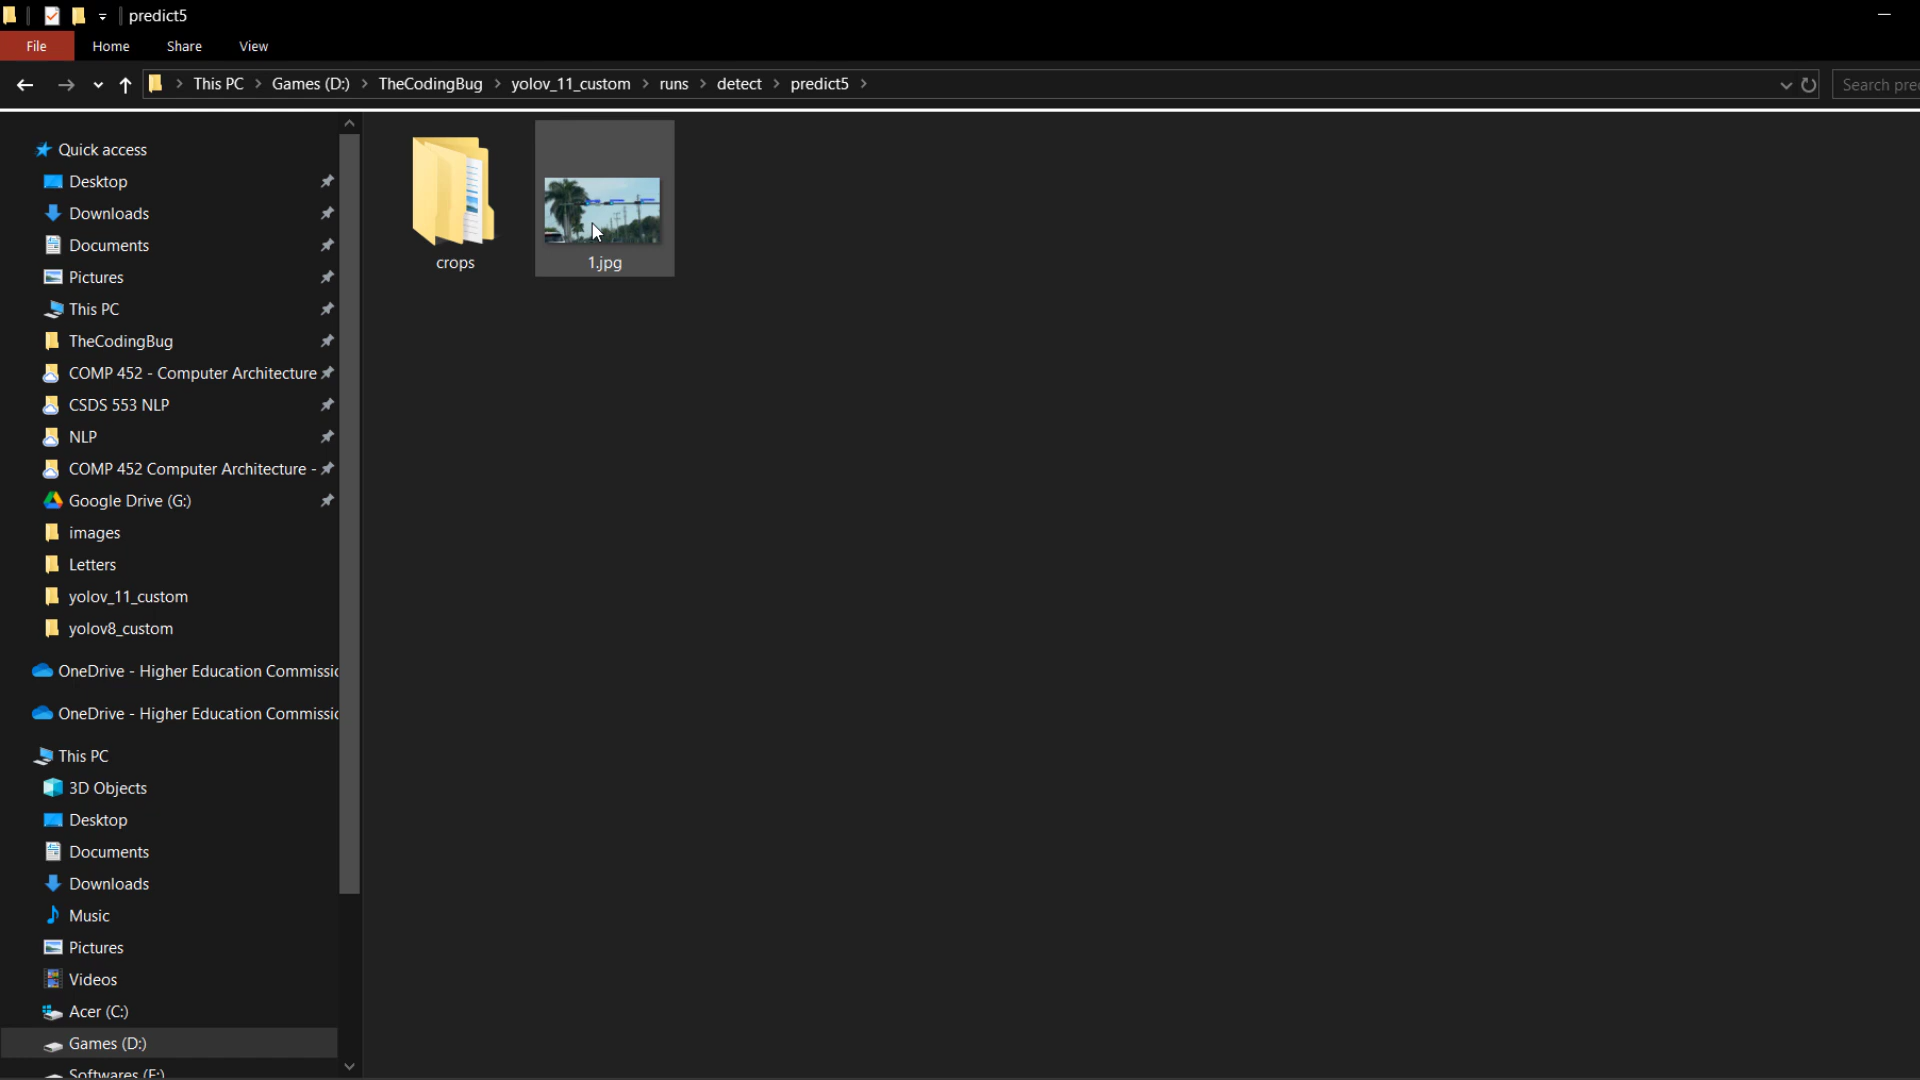 predict5
File Home Share View
This PC Games (D:) TheCodingBug yolov_11_custom runs detect predict5
Search pre
Quick access
Desktop
Downloads
Documents
Pictures
This PC
TheCodingBug
COMP 452 - Computer Architecture
CSDS 553 NLP
NLP
COMP 452 Computer Architecture -
Google Drive (G:)
images
Letters
yolov_11_custom
yolov8_custom
OneDrive - Higher Education Commissic
OneDrive - Higher Education Commissic
This PC
3D Objects
Desktop
Documents
Downloads
Music
Pictures
Videos
Acer (C:)
Games (D:)
Softwares (F:)
crops
1.jpg